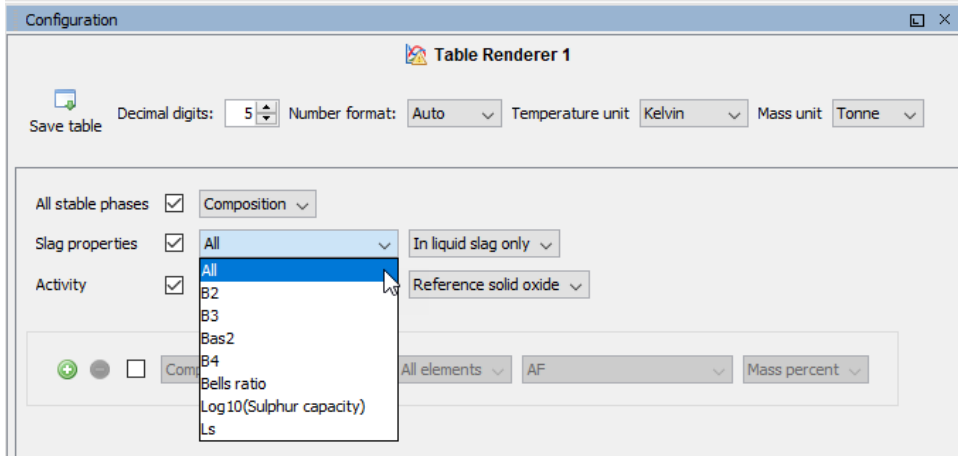 Configuration
Table Renderer 1
Save table
Decimal digits: 5 Number format: Auto Temperature unit Kelvin Mass unit Tonne
All stable phases Composition
Slag properties All In liquid slag only
Activity Reference solid oxide
All
B2
B3
Bas2
B4
Bells ratio
Log10(Sulphur capacity)
Ls
All elements AF Mass percent